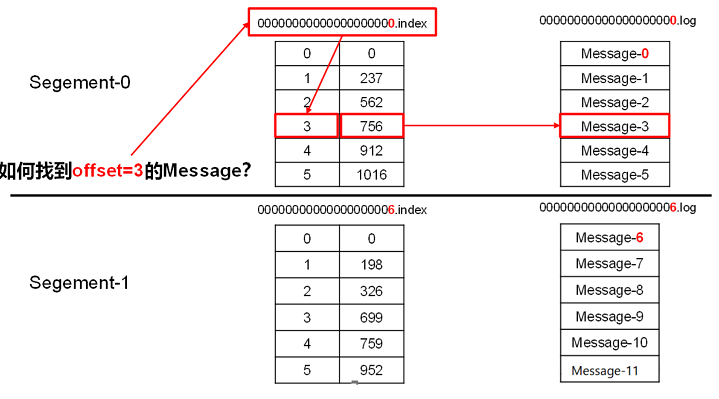 00000000000000000000.index
00000000000000000000.log
Segement-0
0 0
1 237
2 562
3 756
4 912
5 1016
Message-0
Message-1
Message-2
Message-3
Message-4
Message-5
如何找到offset=3的Message?
00000000000000000006.index
00000000000000000006.log
Segement-1
0 0
1 198
2 326
3 699
4 759
5 952
Message-6
Message-7
Message-8
Message-9
Message-10
Message-11